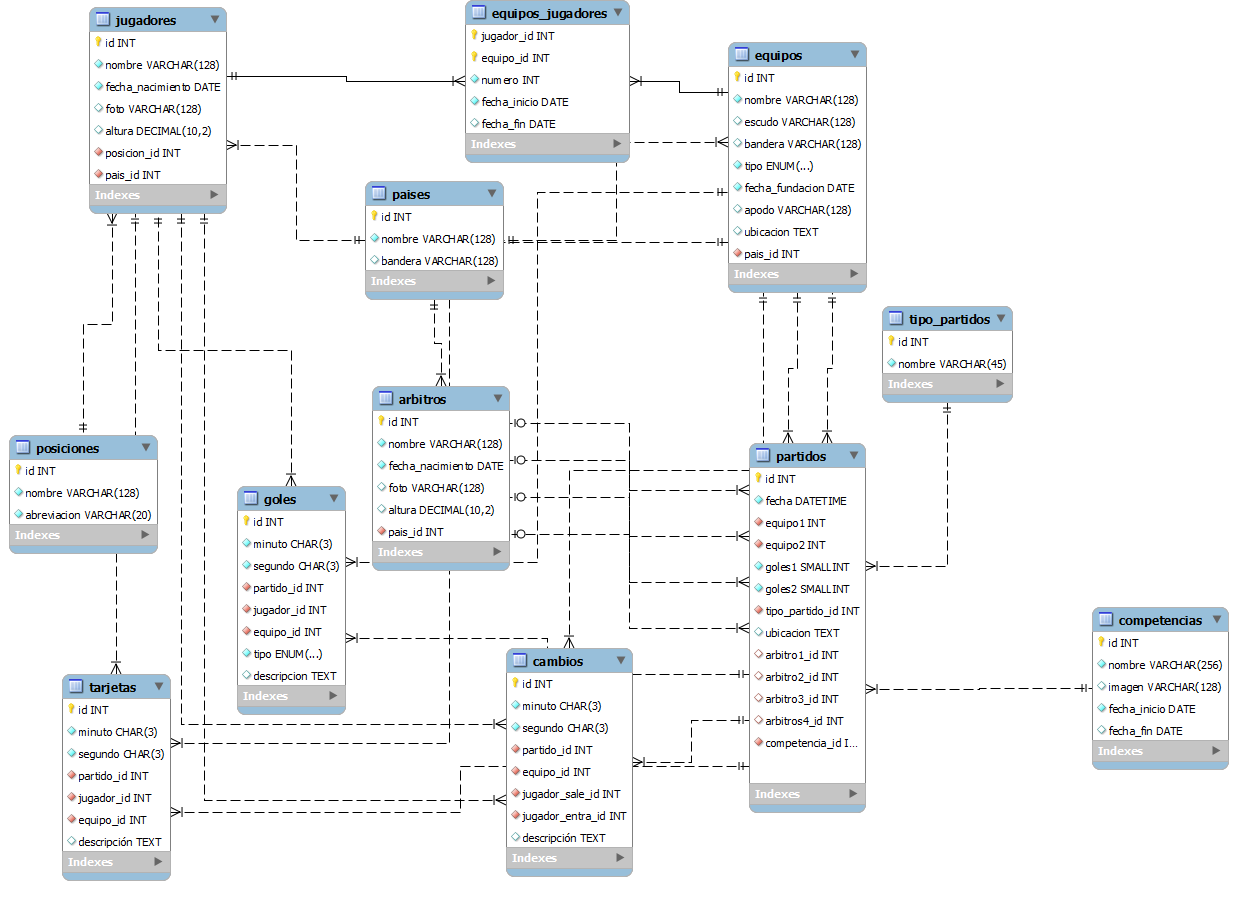 jugadores
id INT
nombre VARCHAR(128)
fecha_nacimiento DATE
foto VARCHAR(128)
altura DECIMAL(10,2)
posicion_id INT
pais_id INT
Indexes
equipos_jugadores
jugador_id INT
equipo_id INT
numero INT
fecha_inicio DATE
fecha_fin DATE
Indexes
equipos
id INT
nombre VARCHAR(128)
escudo VARCHAR(128)
bandera VARCHAR(128)
tipo ENUM(...)
fecha_fundacion DATE
apodo VARCHAR(128)
ubicacion TEXT
pais_id INT
Indexes
paises
id INT
nombre VARCHAR(128)
bandera VARCHAR(128)
Indexes
tipo_partidos
id INT
nombre VARCHAR(45)
Indexes
arbitros
id INT
nombre VARCHAR(128)
fecha_nacimiento DATE
foto VARCHAR(128)
altura DECIMAL(10,2)
pais_id INT
Indexes
posiciones
id INT
nombre VARCHAR(128)
abreviacion VARCHAR(20)
Indexes
goles
id INT
minuto CHAR(3)
segundo CHAR(3)
partido_id INT
jugador_id INT
equipo_id INT
tipo ENUM(...)
descripcion TEXT
Indexes
partidos
id INT
fecha DATETIME
equipo1 INT
equipo2 INT
goles1 SMALLINT
goles2 SMALLINT
tipo_partido_id INT
ubicacion TEXT
arbitro1_id INT
arbitro2_id INT
arbitro3_id INT
arbitros4_id INT
competencia_id I...
Indexes
competencias
id INT
nombre VARCHAR(256)
imagen VARCHAR(128)
fecha_inicio DATE
fecha_fin DATE
Indexes
cambios
id INT
minuto CHAR(3)
segundo CHAR(3)
partido_id INT
equipo_id INT
jugador_sale_id INT
jugador_entra_id INT
descripción TEXT
Indexes
tarjetas
id INT
minuto CHAR(3)
segundo CHAR(3)
partido_id INT
jugador_id INT
equipo_id INT
descripción TEXT
Indexes